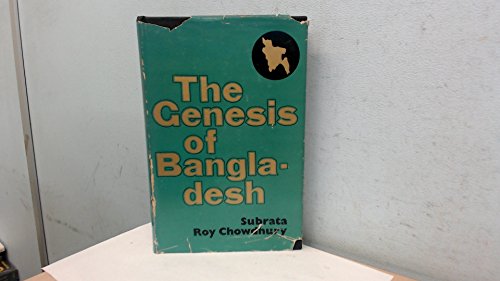 The
Genesis
of
Bangla-
desh
Subrata
Roy Chowdhury